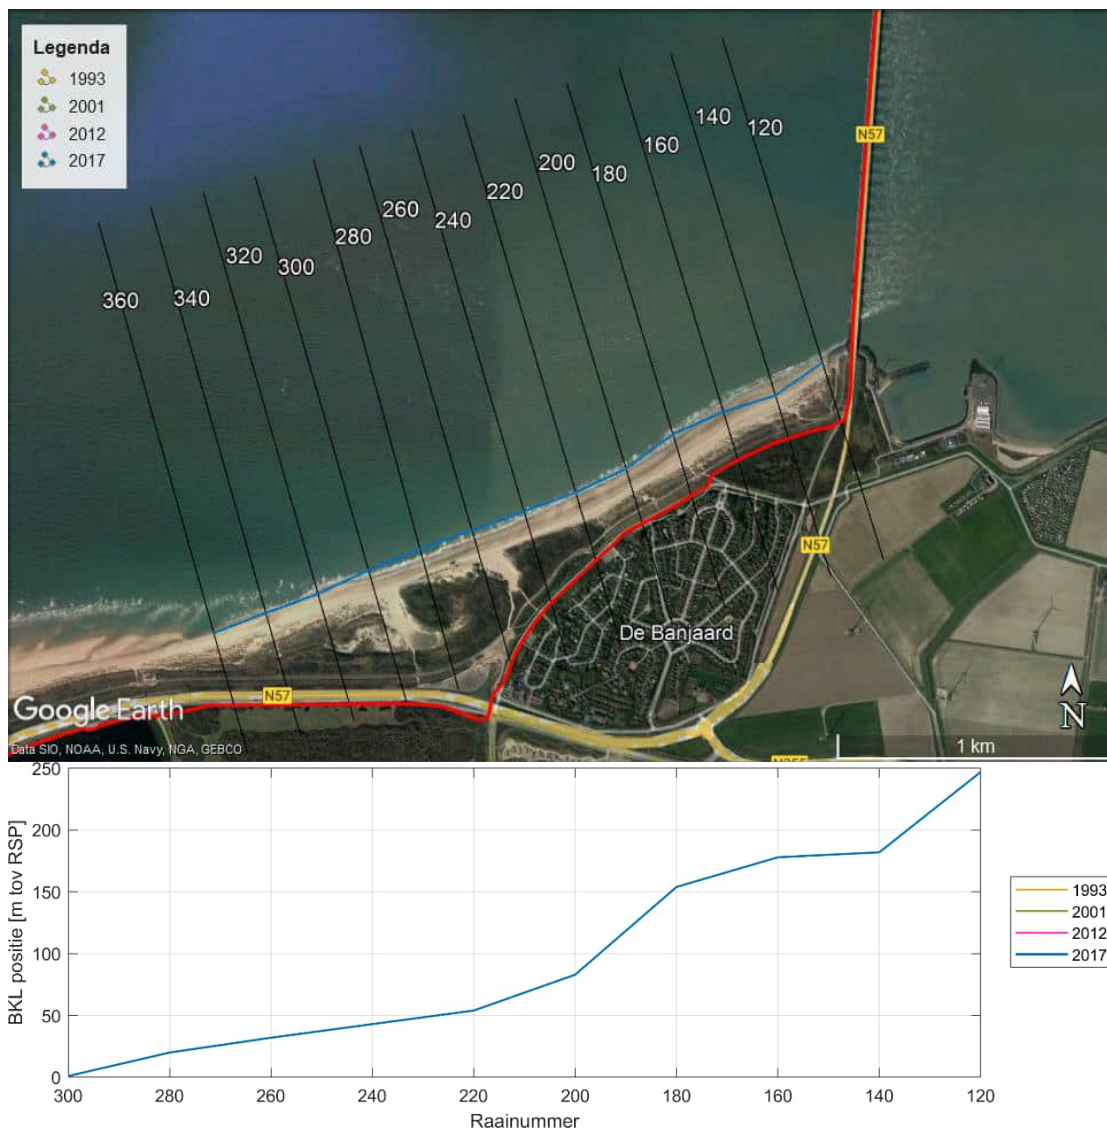 Legenda
1993
2001
2012
2017
N57
140
120
160
200
180
220
260
240
280
320
300
360
340
N57
De Banjaard
N57
N
Google Earth
Data SIO, NOAA, U.S. Navy, NGA, GEBCO
1 km
250
200
150
100
50
0
BKL positie [m tov RSP]
300 280 260 240 220 200 180 160 140 120
Raainummer
1993
2001
2012
2017